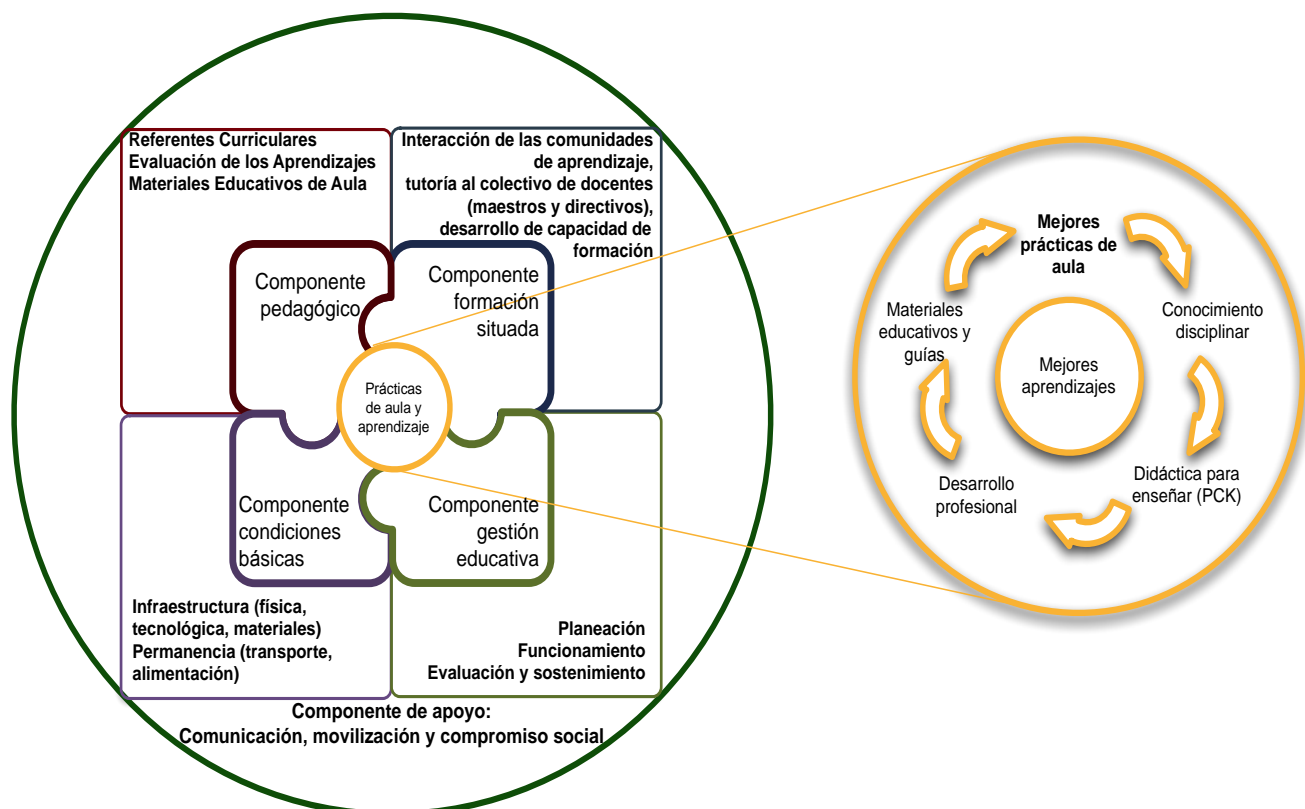 Referentes Curriculares
Evaluación de los Aprendizajes
Materiales Educativos de Aula
Interacción de las comunidades
de aprendizaje,
tutoría al colectivo de docentes
(maestros y directivos),
desarrollo de capacidad de
formación
Componente
pedagógico
Componente
formación
situada
Prácticas
de aula y
aprendizaje
Componente
condiciones
básicas
Componente
gestión
educativa
Infraestructura (física,
tecnológica, materiales)
Permanencia (transporte,
alimentación)
Planeación
Funcionamiento
Evaluación y sostenimiento
Componente de apoyo:
Comunicación, movilización y compromiso social
Mejores
prácticas de
aula
Conocimiento
disciplinar
Didáctica para
enseñar (PCK)
Desarrollo
profesional
Materiales
educativos y
guías
Mejores
aprendizajes